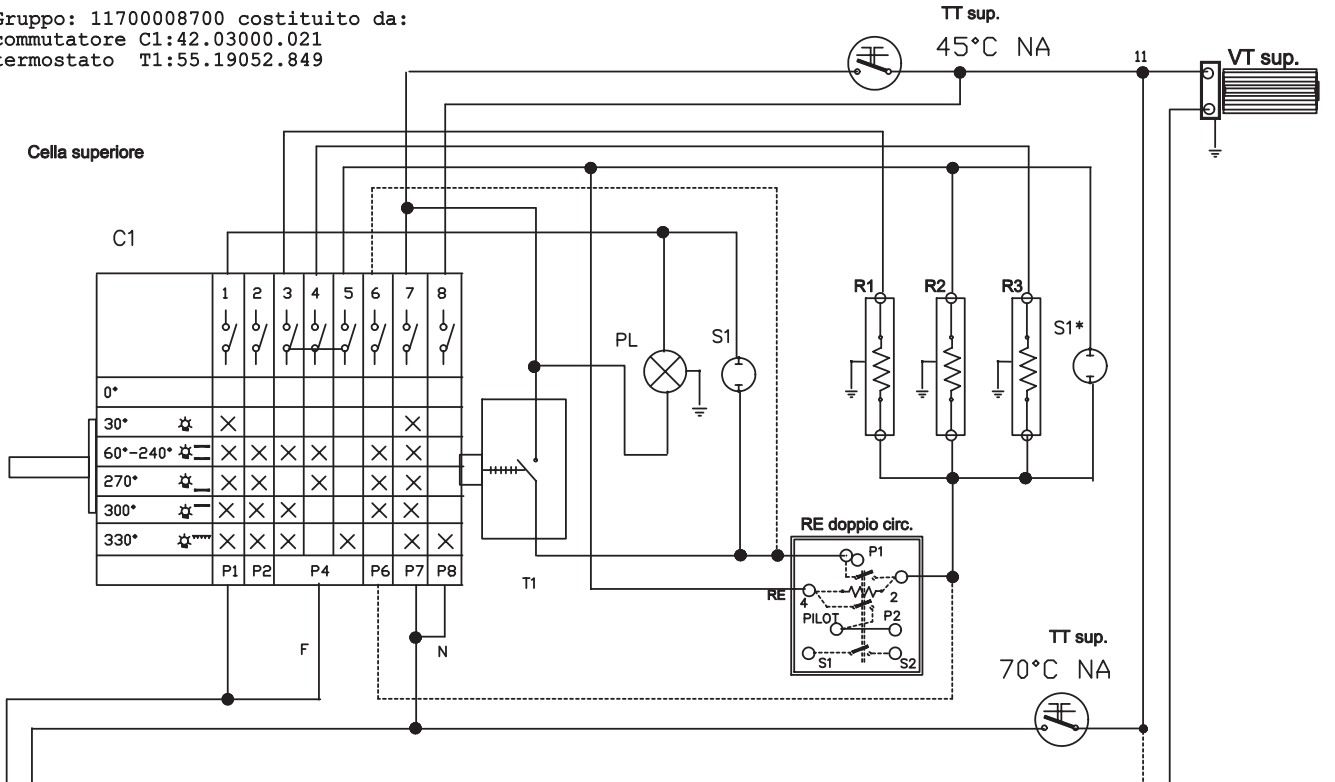 Gruppo: 11700008700 costituito da:
commutatore C1:42.03000.021
termostato T1:55.19052.849
TT sup.
45°C NA
11
VT sup.
Cella superiore
C1
1 2 3 4 5 6 7 8
PL
S1
R1
R2
R3
S1*
0°
30°
60°-240°
270°
300°
330°
P1 P2 P4 P6 P7 P8
T1
F
N
RE doppio circ.
P1
RE
4
2
PILOT
P2
S1
S2
TT sup.
70°C NA